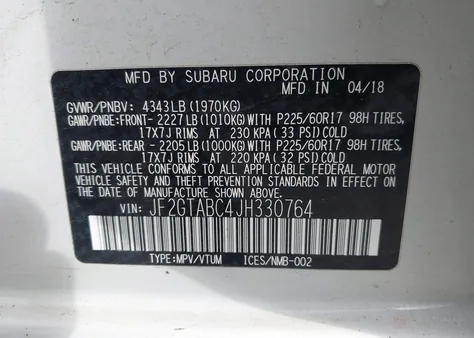 MFD BY SUBARU CORPORATION 04/18
GVWR/PNBV: 4343LB (1970KG)
GAWR/PNBE:FRONT- 2227LB (1010KG)WITH P225/60R17 98H TIRES,
17X7J RIMS AT 230 KPA (33 PSI)COLD
GAWR/PNBE:REAR - 2205LB (1000KG)WITH P225/60R17 98H TIRES,
17X7J RIMS AT 220 KPA (32 PSI)COLD
THIS VEHICLE CONFORMS TO ALL APPLICABLE FEDERAL MOTOR
VEHICLE SAFETY AND THEFT PREVENTION STANDARDS IN EFFECT ON
THE DATE OF MANUFACTURE SHOWN ABOVE.
VIN: JF2GTABC4JH330764
TYPE:MPV/VTUM ICES/NMB-002